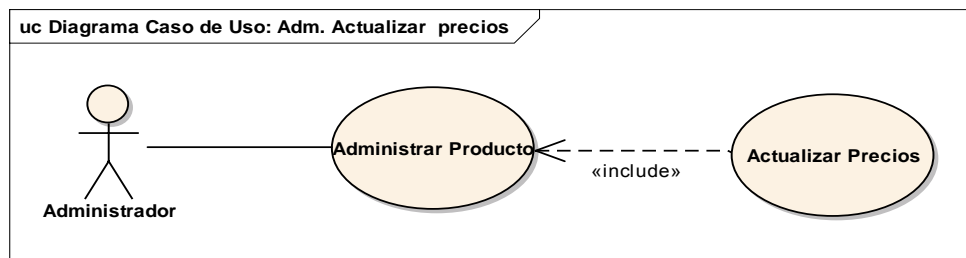 uc Diagrama Caso de Uso: Adm. Actualizar  precios
Administrar Producto
Actualizar Precios
«include»
Administrador